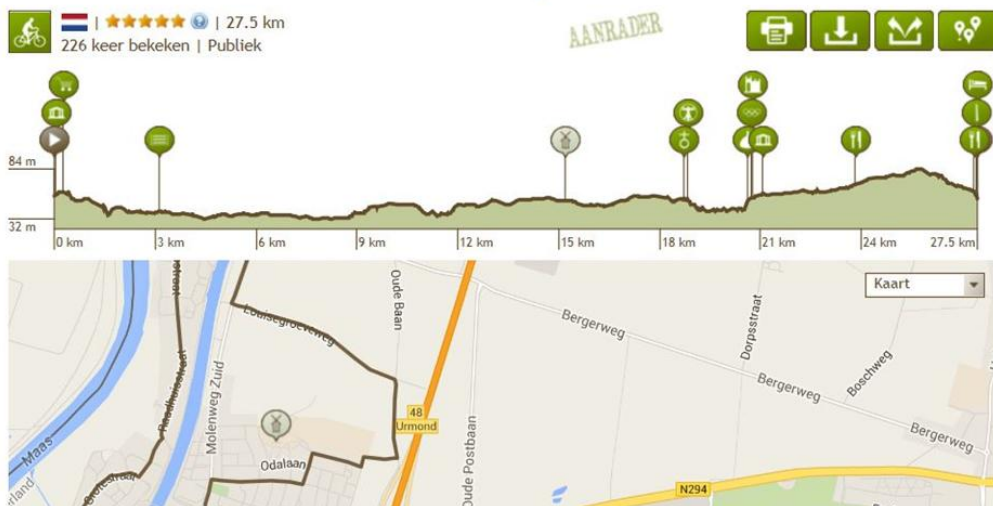 | 27.5 km
226 keer bekeken | Publiek
AANRADER
84 m
32 m
0 km
3 km
6 km
9 km
12 km
15 km
18 km
21 km
24 km
27.5 km
Kaart
Oude Baan
Louisegroeveweg
Bergerweg
Dorpsstraat
Raadhuisstraat
Molenweg Zuid
Bergerweg
Boschweg
48
Urmond
Bergerweg
Maas
Odalaan
Oude Postbaan
N294